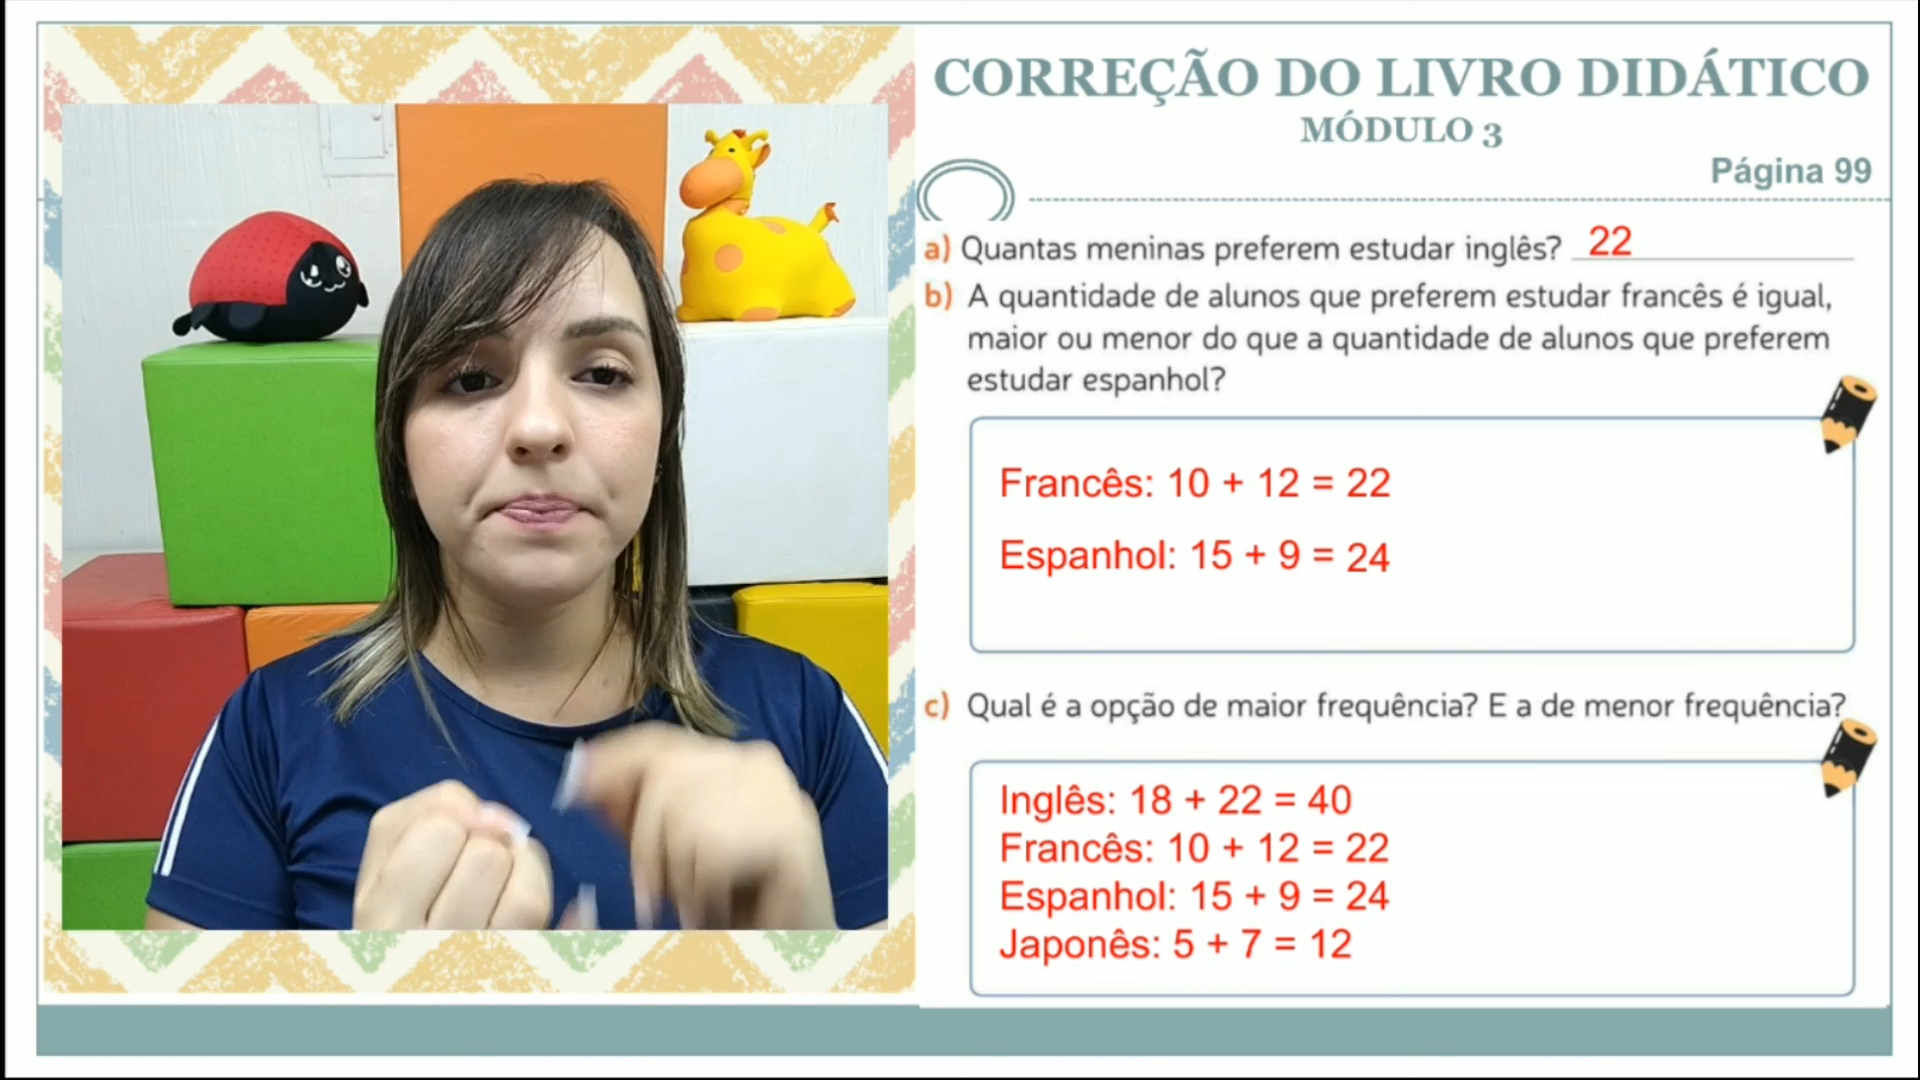 CORREÇÃO DO LIVRO DIDÁTICO
MÓDULO 3
Página 99
a) Quantas meninas preferem estudar inglês? 22
b) A quantidade de alunos que preferem estudar francês é igual,
maior ou menor do que a quantidade de alunos que preferem
estudar espanhol?
Francês: 10 + 12 = 22
Espanhol: 15 + 9 = 24
c) Qual é a opção de maior frequência? E a de menor frequência?
Inglês: 18 + 22 = 40
Francês: 10 + 12 = 22
Espanhol: 15 + 9 = 24
Japonês: 5 + 7 = 12